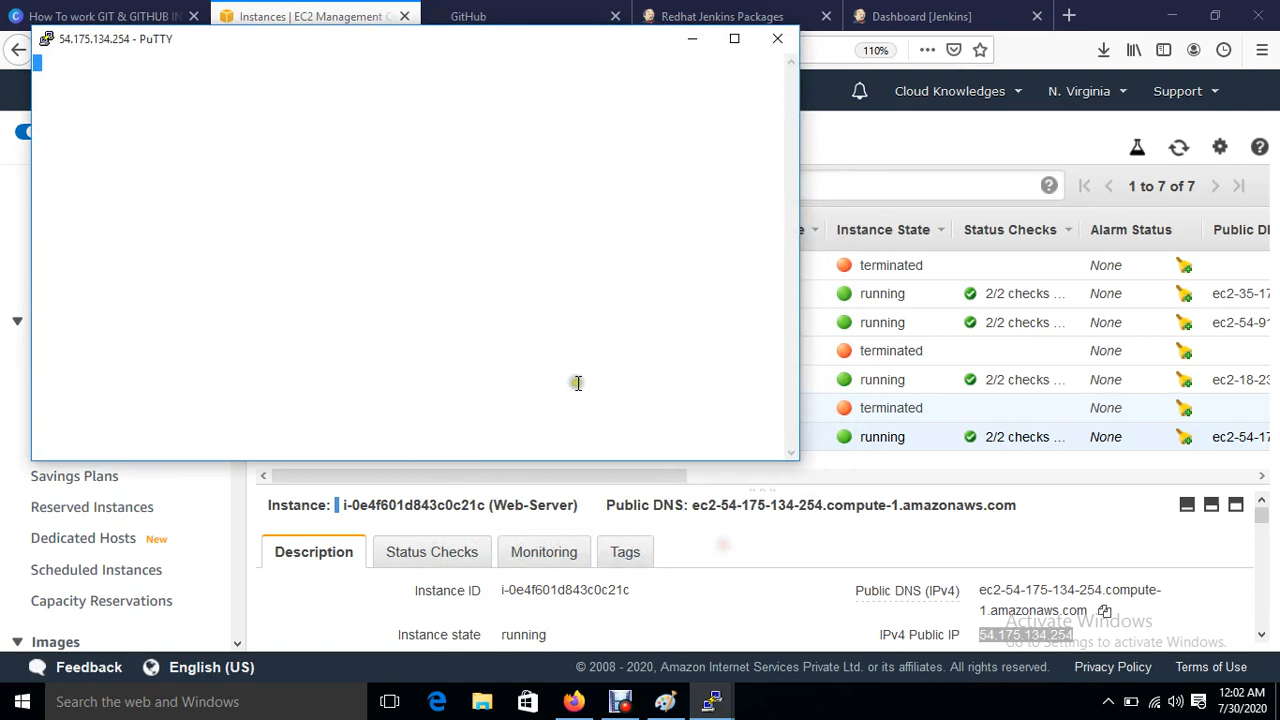 How To work GIT & GITHUB IN
Instances | EC2 Management C
GitHub
Redhat Jenkins Packages
Dashboard [Jenkins]
54.175.134.254 - PuTTY
110%
Cloud Knowledges
N. Virginia
Support
1 to 7 of 7
Instance State
Status Checks
Alarm Status
Public DI
terminated
None
running
2/2 checks ...
None
ec2-35-17
running
2/2 checks ...
None
ec2-54-91
terminated
None
running
2/2 checks ...
None
ec2-18-23
terminated
None
running
2/2 checks ...
None
ec2-54-17
Savings Plans
Reserved Instances
Dedicated Hosts New
Scheduled Instances
Capacity Reservations
Images
Instance: i-0e4f601d843c0c21c (Web-Server) Public DNS: ec2-54-175-134-254.compute-1.amazonaws.com
Description
Status Checks
Monitoring
Tags
Instance ID i-0e4f601d843c0c21c
Public DNS (IPv4) ec2-54-175-134-254.compute-
1.amazonaws.com
Instance state running
IPv4 Public IP 54.175.134.254
Activate Windows
Go to Settings to activate Windows.
Feedback
English (US)
© 2008 - 2020, Amazon Internet Services Private Ltd. or its affiliates. All rights reserved.
Privacy Policy
Terms of Use
Search the web and Windows
12:02 AM
7/30/2020